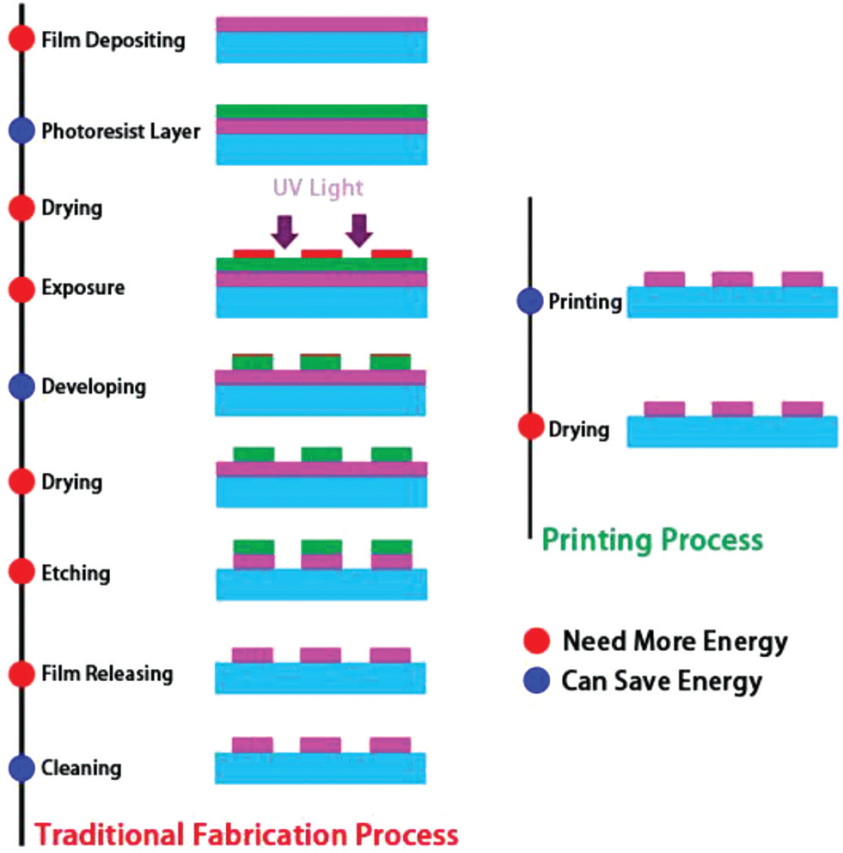 Film Depositing
Photoresist Layer
Drying
UV Light
Exposure
Developing
Drying
Etching
Film Releasing
Cleaning
Traditional Fabrication Process
Printing
Drying
Printing Process
Need More Energy
Can Save Energy